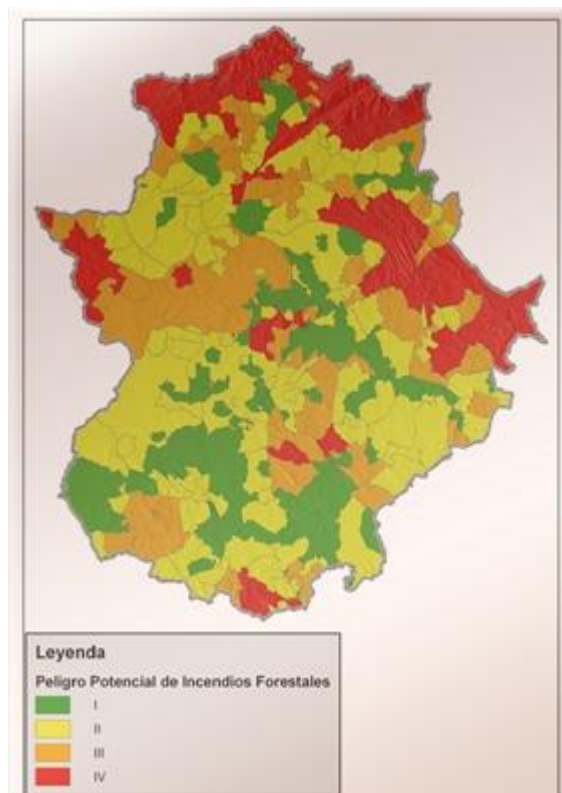 Leyenda
Peligro Potencial de Incendios Forestales
I
II
III
IV